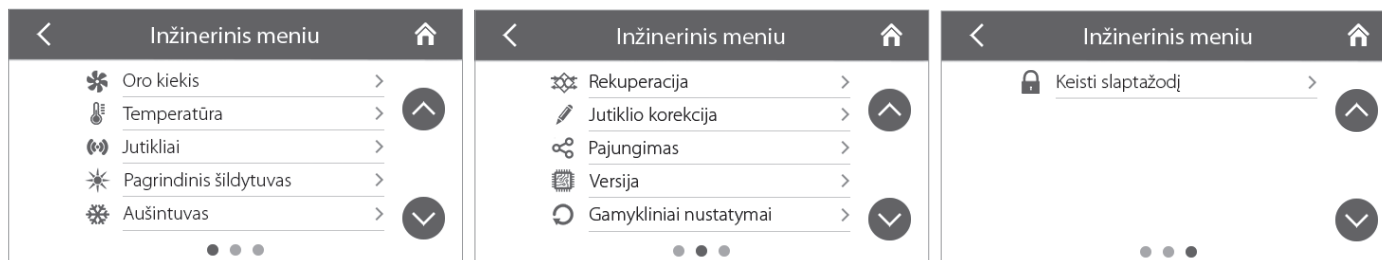 Inžinerinis meniu
Oro kiekis
Temperatūra
Jutikliai
Pagrindinis šildytuvas
Aušintuvas
Inžinerinis meniu
Rekuperacija
Jutiklio korekcija
Pajungimas
Versija
Gamykliniai nustatymai
Inžinerinis meniu
Keisti slaptažodį